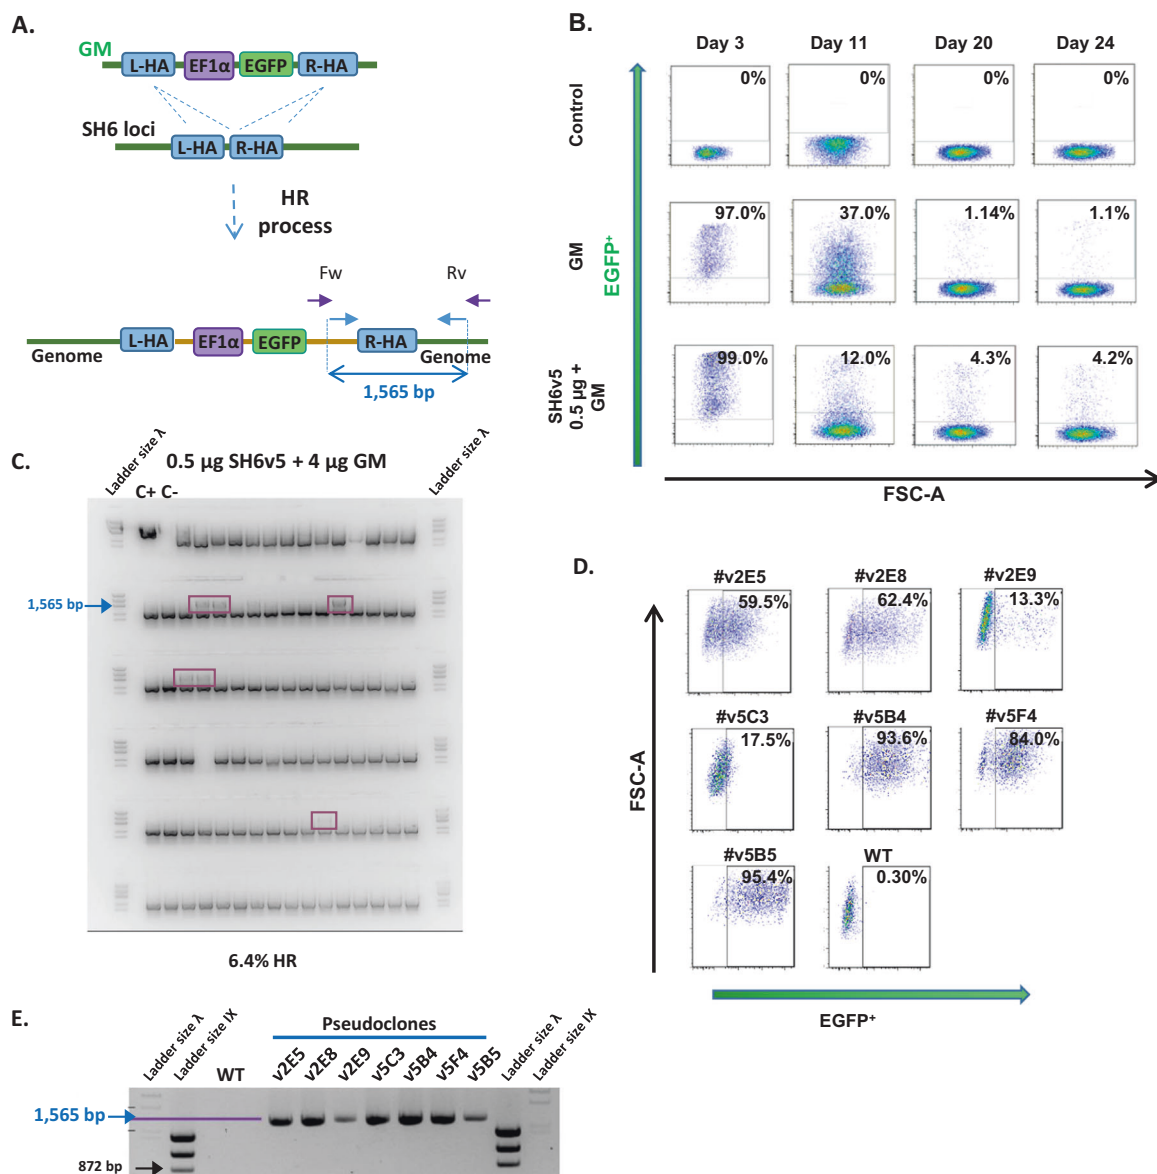 A.
GM
L-HA EF1α EGFP R-HA
SH6 loci
L-HA R-HA
HR
process
Fw Rv
L-HA EF1α EGFP R-HA
Genome Genome
1,565 bp
B.
Day 3 Day 11 Day 20 Day 24
Control
0% 0% 0% 0%
GM
97.0% 37.0% 1.14% 1.1%
SH6v5
0.5 µg +
GM
99.0% 12.0% 4.3% 4.2%
EGFP+
FSC-A
C.
0.5 µg SH6v5 + 4 µg GM
Ladder size λ
C+ C-
Ladder size λ
1,565 bp
6.4% HR
D.
#v2E5 #v2E8 #v2E9
59.5% 62.4% 13.3%
#v5C3 #v5B4 #v5F4
17.5% 93.6% 84.0%
#v5B5 WT
95.4% 0.30%
FSC-A
EGFP+
E.
Ladder size λ
Ladder size IX
WT
Pseudoclones
v2E5 v2E8 v2E9 v5C3 v5B4 v5F4 v5B5
Ladder size λ
Ladder size IX
1,565 bp
872 bp